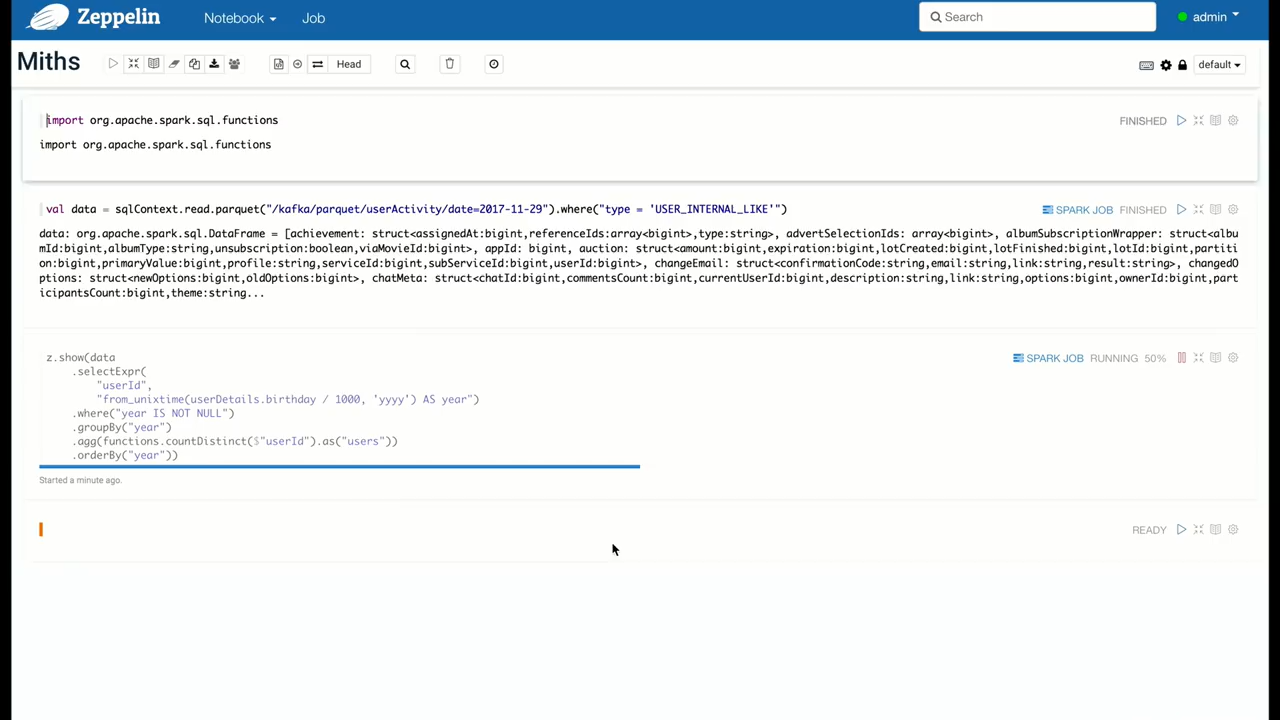 Zeppelin Notebook Job Search admin
Miths Head default
import org.apache.spark.sql.functions FINISHED
import org.apache.spark.sql.functions
val data = sqlContext.read.parquet("/kafka/parquet/userActivity/date=2017-11-29").where("type = 'USER_INTERNAL_LIKE'") SPARK JOB FINISHED
data: org.apache.spark.sql.DataFrame = [achievement: struct<assignedAt:bigint,referenceIds:array<bigint>,type:string>, advertSelectionIds: array<bigint>, albumSubscriptionWrapper: struct<albu
mId:bigint,albumType:string,unsubscription:boolean,viaMovieId:bigint>, appId: bigint, auction: struct<amount:bigint,expiration:bigint,lotCreated:bigint,lotFinished:bigint,lotId:bigint,partiti
on:bigint,primaryValue:bigint,profile:string,serviceId:bigint,subServiceId:bigint,userId:bigint>, changeEmail: struct<confirmationCode:string,email:string,link:string,result:string>, changedO
ptions: struct<newOptions:bigint,oldOptions:bigint>, chatMeta: struct<chatId:bigint,commentsCount:bigint,currentUserId:bigint,description:string,link:string,options:bigint,ownerId:bigint,part
icipantsCount:bigint,theme:string...
z.show(data SPARK JOB RUNNING 50%
.selectExpr(
"userId",
"from_unixtime(userDetails.birthday / 1000, 'yyyy') AS year")
.where("year IS NOT NULL")
.groupBy("year")
.agg(functions.countDistinct($"userId").as("users"))
.orderBy("year"))
Started a minute ago.
READY